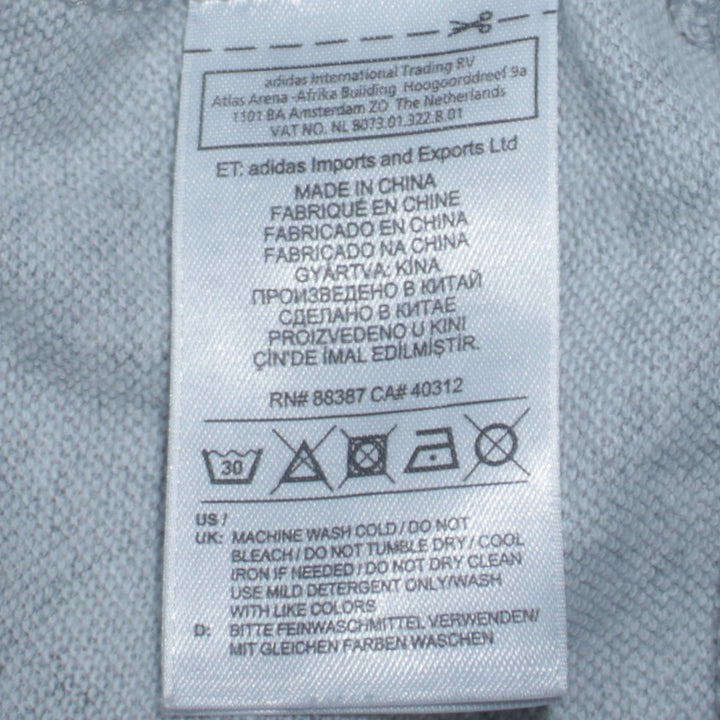 adidas International Trading BV
Atlas Arena -Afrika Building Hoogoorddreef 9a
1101 BA Amsterdam ZO The Netherlands
VAT NO. NL 8073.01.322.B.01
ET: adidas Imports and Exports Ltd
MADE IN CHINA
FABRIQUÉ EN CHINE
FABRICADO EN CHINA
FABRICADO NA CHINA
GYÁRTVA: KÍNA
ПРОИЗВЕДЕНО В КИТАЙ
СДЕЛАНО В КИТАЕ
PROIZVEDENO U KINI
ÇİN'DE İMAL EDİLMİŞTİR.
RN# 88387 CA# 40312
30
US /
UK: MACHINE WASH COLD / DO NOT
BLEACH / DO NOT TUMBLE DRY / COOL
IRON IF NEEDED / DO NOT DRY CLEAN
USE MILD DETERGENT ONLY/WASH
WITH LIKE COLORS
D: BITTE FEINWASCHMITTEL VERWENDEN/
MIT GLEICHEN FARBEN WASCHEN